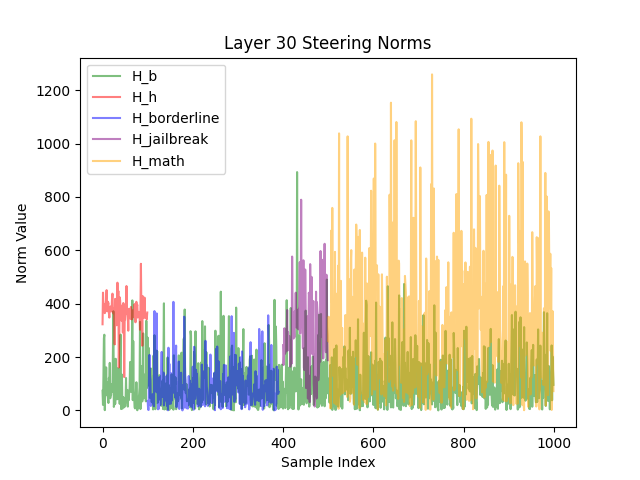 Layer 30 Steering Norms
H_b
H_h
H_borderline
H_jailbreak
H_math
Norm Value
1200
1000
800
600
400
200
0
0 200 400 600 800 1000
Sample Index